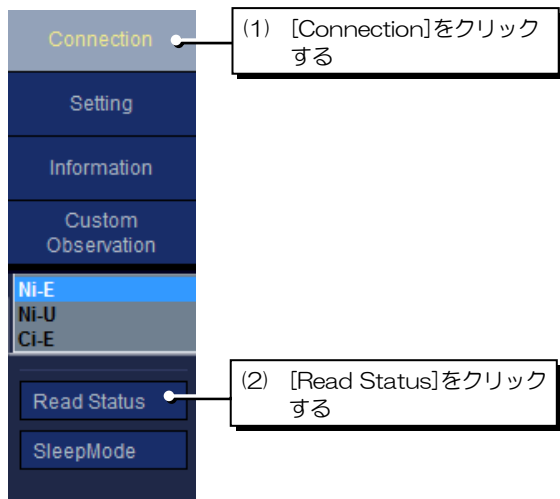 Connection
(1) [Connection]をクリック
する
Setting
Information
Custom
Observation
Ni-E
Ni-U
Ci-E
Read Status
(2) [Read Status]をクリック
する
SleepMode